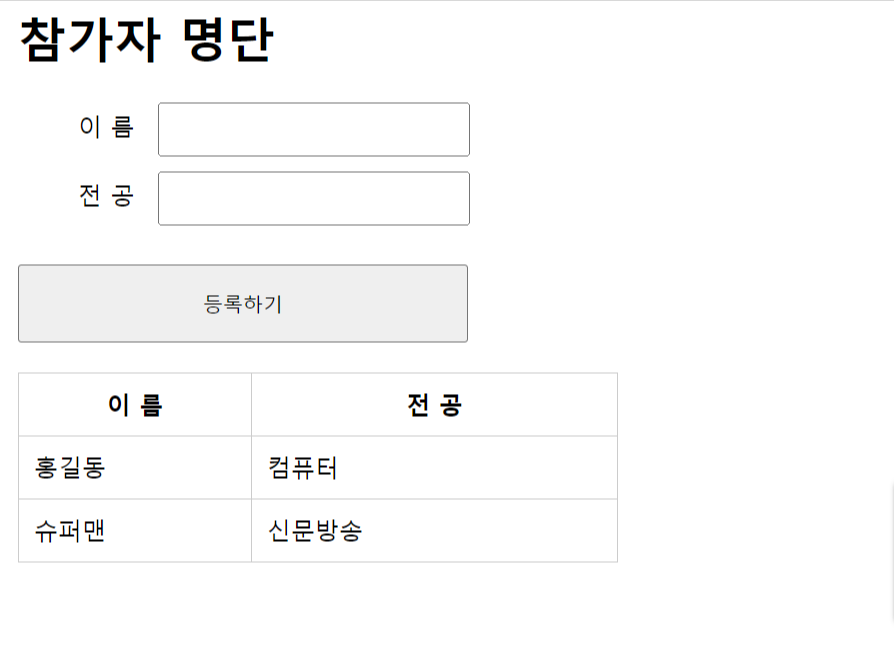 참가자 명단
이 름
전 공
등록하기
이 름 전 공
홍길동 컴퓨터
슈퍼맨 신문방송